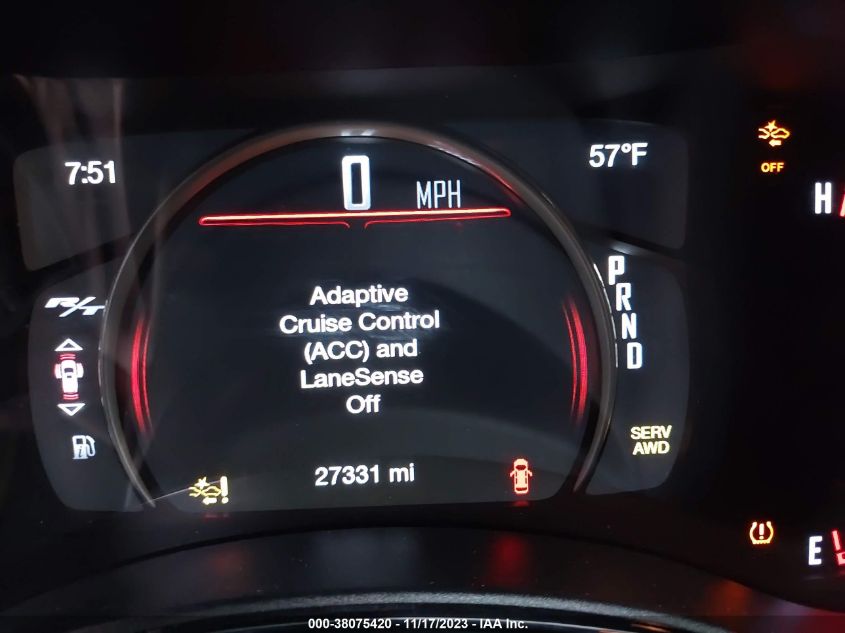 7:51
0 MPH
57°F
OFF
H
R/T
P
R
N
D
Adaptive
Cruise Control
(ACC) and
LaneSense
Off
SERV
AWD
27331 mi
E
000-38075420 - 11/17/2023 - IAA Inc.